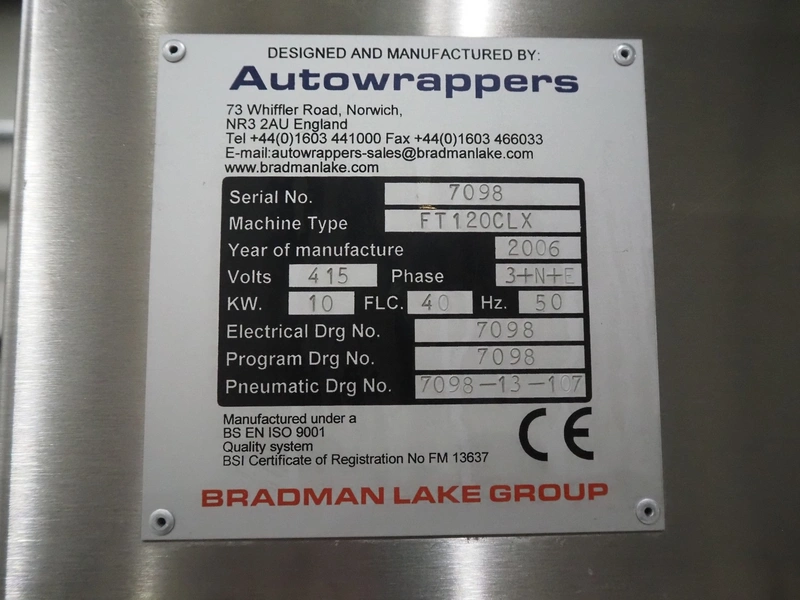 DESIGNED AND MANUFACTURED BY:
Autowrappers
73 Whiffler Road, Norwich,
NR3 2AU England
Tel +44(0)1603 441000 Fax +44(0)1603 466033
E-mail:autowrappers-sales@bradmanlake.com
www.bradmanlake.com
Serial No. 7098
Machine Type FT120CLX
Year of manufacture 2006
Volts 415 Phase 3+N+E
KW. 10 FLC. 40 Hz. 50
Electrical Drg No. 7098
Program Drg No. 7098
Pneumatic Drg No. 7098-13-107
Manufactured under a
BS EN ISO 9001
Quality system
BSI Certificate of Registration No FM 13637
CE
BRADMAN LAKE GROUP